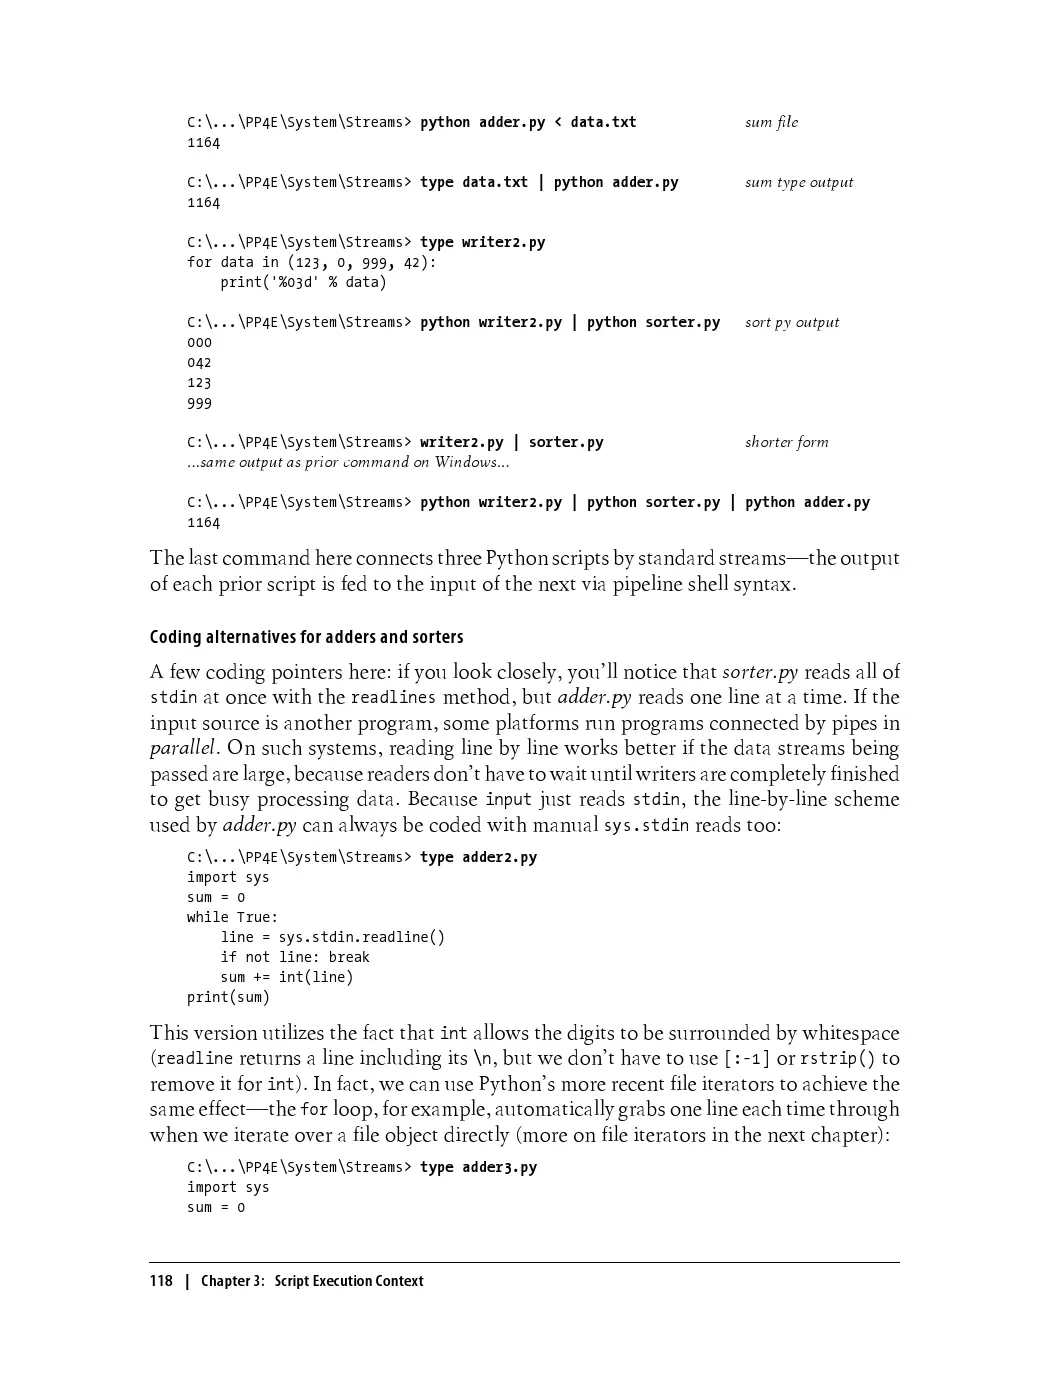 C:\...\PP4E\System\Streams> python adder.py < data.txt sum file
1164
C:\...\PP4E\System\Streams> type data.txt | python adder.py sum type output
1164
C:\...\PP4E\System\Streams> type writer2.py
for data in (123, 0, 999, 42):
    print('%03d' % data)
C:\...\PP4E\System\Streams> python writer2.py | python sorter.py sort py output
000
042
123
999
C:\...\PP4E\System\Streams> writer2.py | sorter.py shorter form
...same output as prior command on Windows...
C:\...\PP4E\System\Streams> python writer2.py | python sorter.py | python adder.py
1164
The last command here connects three Python scripts by standard streams—the output
of each prior script is fed to the input of the next via pipeline shell syntax.
Coding alternatives for adders and sorters
A few coding pointers here: if you look closely, you’ll notice that sorter.py reads all of
stdin at once with the readlines method, but adder.py reads one line at a time. If the
input source is another program, some platforms run programs connected by pipes in
parallel. On such systems, reading line by line works better if the data streams being
passed are large, because readers don’t have to wait until writers are completely finished
to get busy processing data. Because input just reads stdin, the line-by-line scheme
used by adder.py can always be coded with manual sys.stdin reads too:
C:\...\PP4E\System\Streams> type adder2.py
import sys
sum = 0
while True:
    line = sys.stdin.readline()
    if not line: break
    sum += int(line)
print(sum)
This version utilizes the fact that int allows the digits to be surrounded by whitespace
(readline returns a line including its \n, but we don’t have to use [:-1] or rstrip() to
remove it for int). In fact, we can use Python’s more recent file iterators to achieve the
same effect—the for loop, for example, automatically grabs one line each time through
when we iterate over a file object directly (more on file iterators in the next chapter):
C:\...\PP4E\System\Streams> type adder3.py
import sys
sum = 0
118 | Chapter 3: Script Execution Context